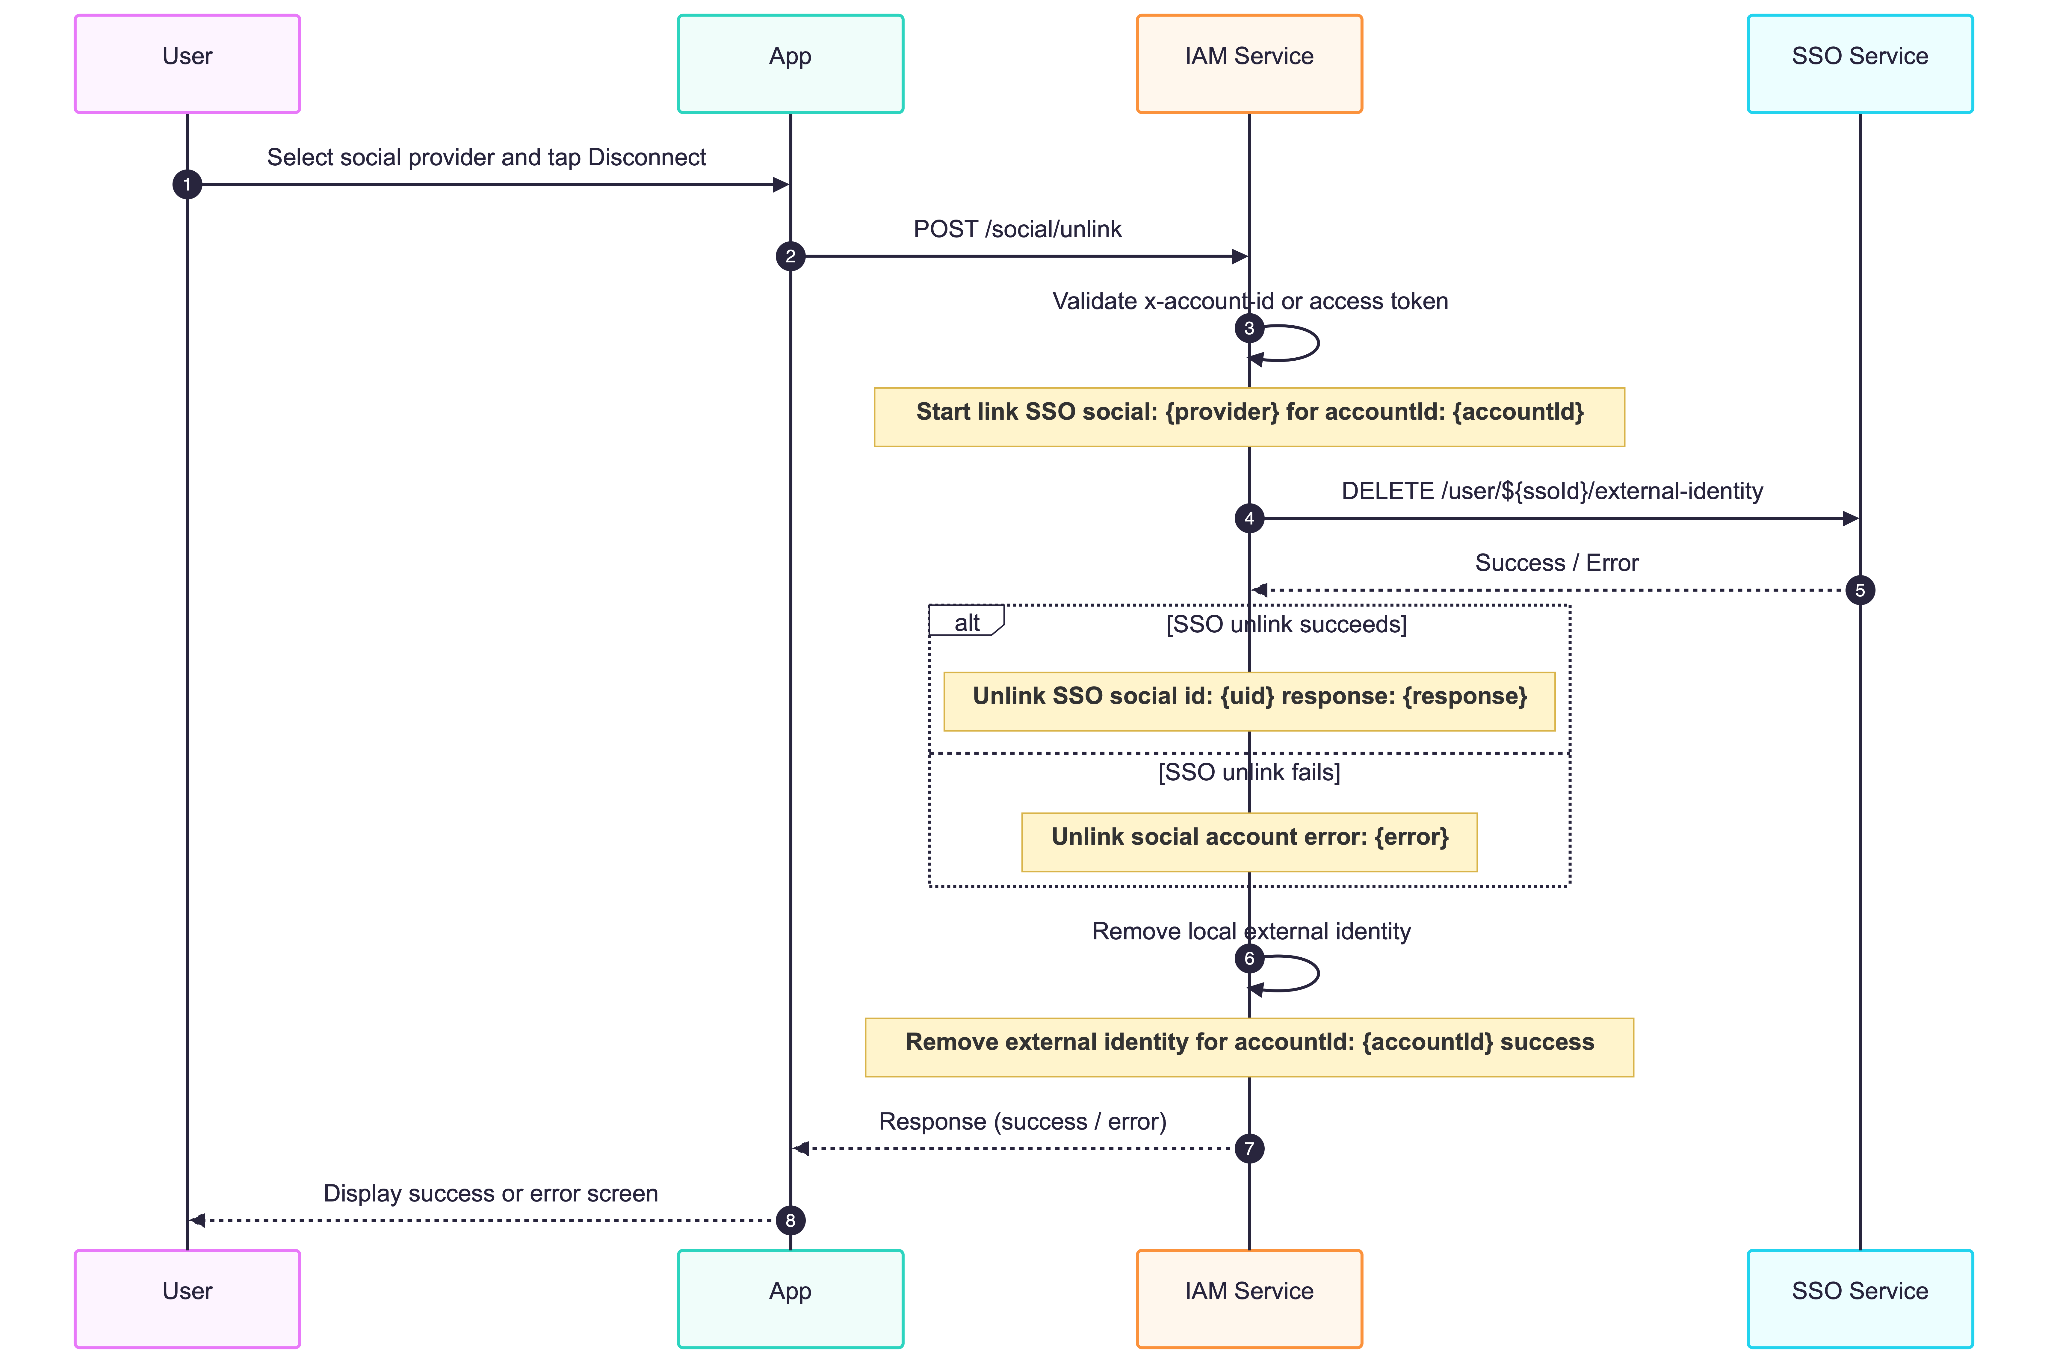 User
App
IAM Service
SSO Service
Select social provider and tap Disconnect
1
POST /social/unlink
2
Validate x-account-id or access token
3
Start link SSO social: {provider} for accountId: {accountId}
DELETE /user/${ssoId}/external-identity
4
Success / Error
5
alt
[SSO unlink succeeds]
Unlink SSO social id: {uid} response: {response}
[SSO unlink fails]
Unlink social account error: {error}
Remove local external identity
6
Remove external identity for accountId: {accountId} success
Response (success / error)
7
Display success or error screen
8
User
App
IAM Service
SSO Service